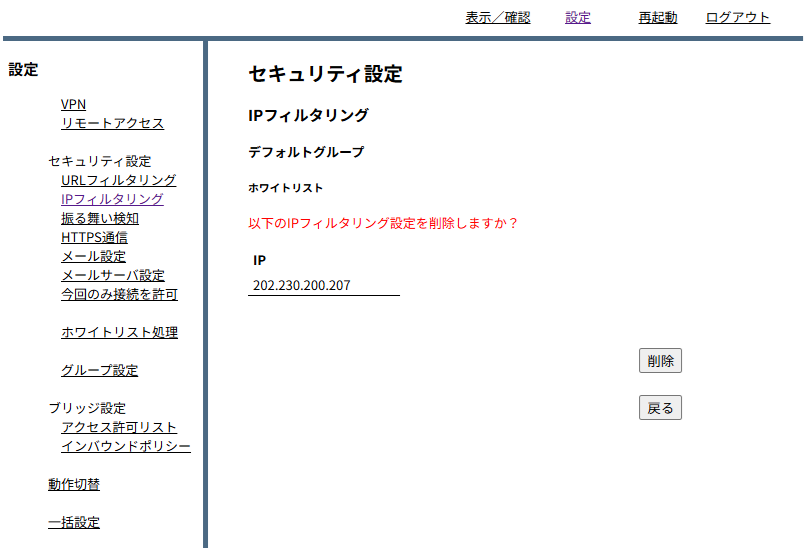 表示／確認 設定 再起動 ログアウト
設定
VPN
リモートアクセス
セキュリティ設定
URLフィルタリング
IPフィルタリング
振る舞い検知
HTTPS通信
メール設定
メールサーバ設定
今回のみ接続を許可
ホワイトリスト処理
グループ設定
ブリッジ設定
アクセス許可リスト
インバウンドポリシー
動作切替
一括設定
セキュリティ設定
IPフィルタリング
デフォルトグループ
ホワイトリスト
以下のIPフィルタリング設定を削除しますか？
IP
202.230.200.207
削除
戻る